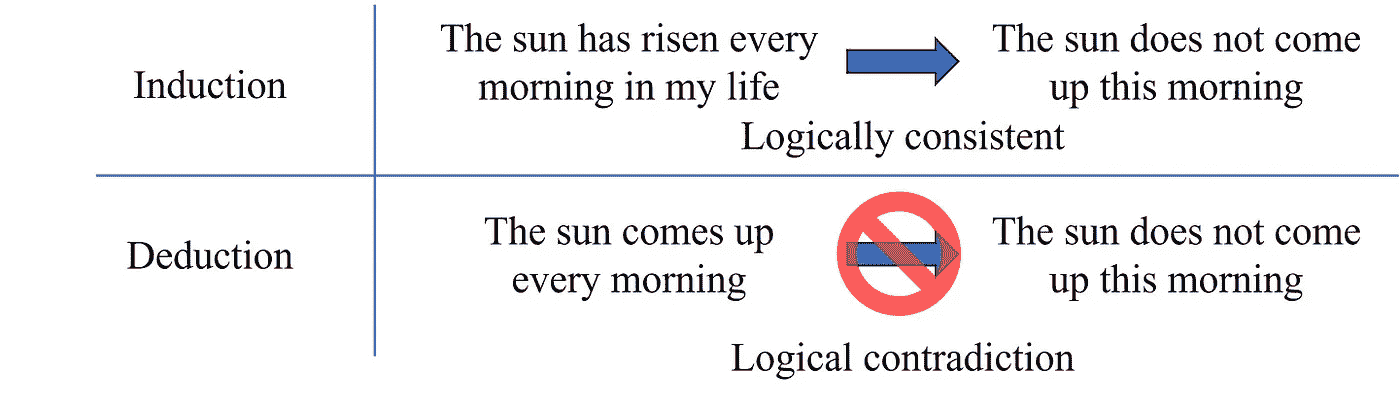 Induction
The sun has risen every
morning in my life
The sun does not come
up this morning
Logically consistent
Deduction
The sun comes up
every morning
The sun does not come
up this morning
Logical contradiction